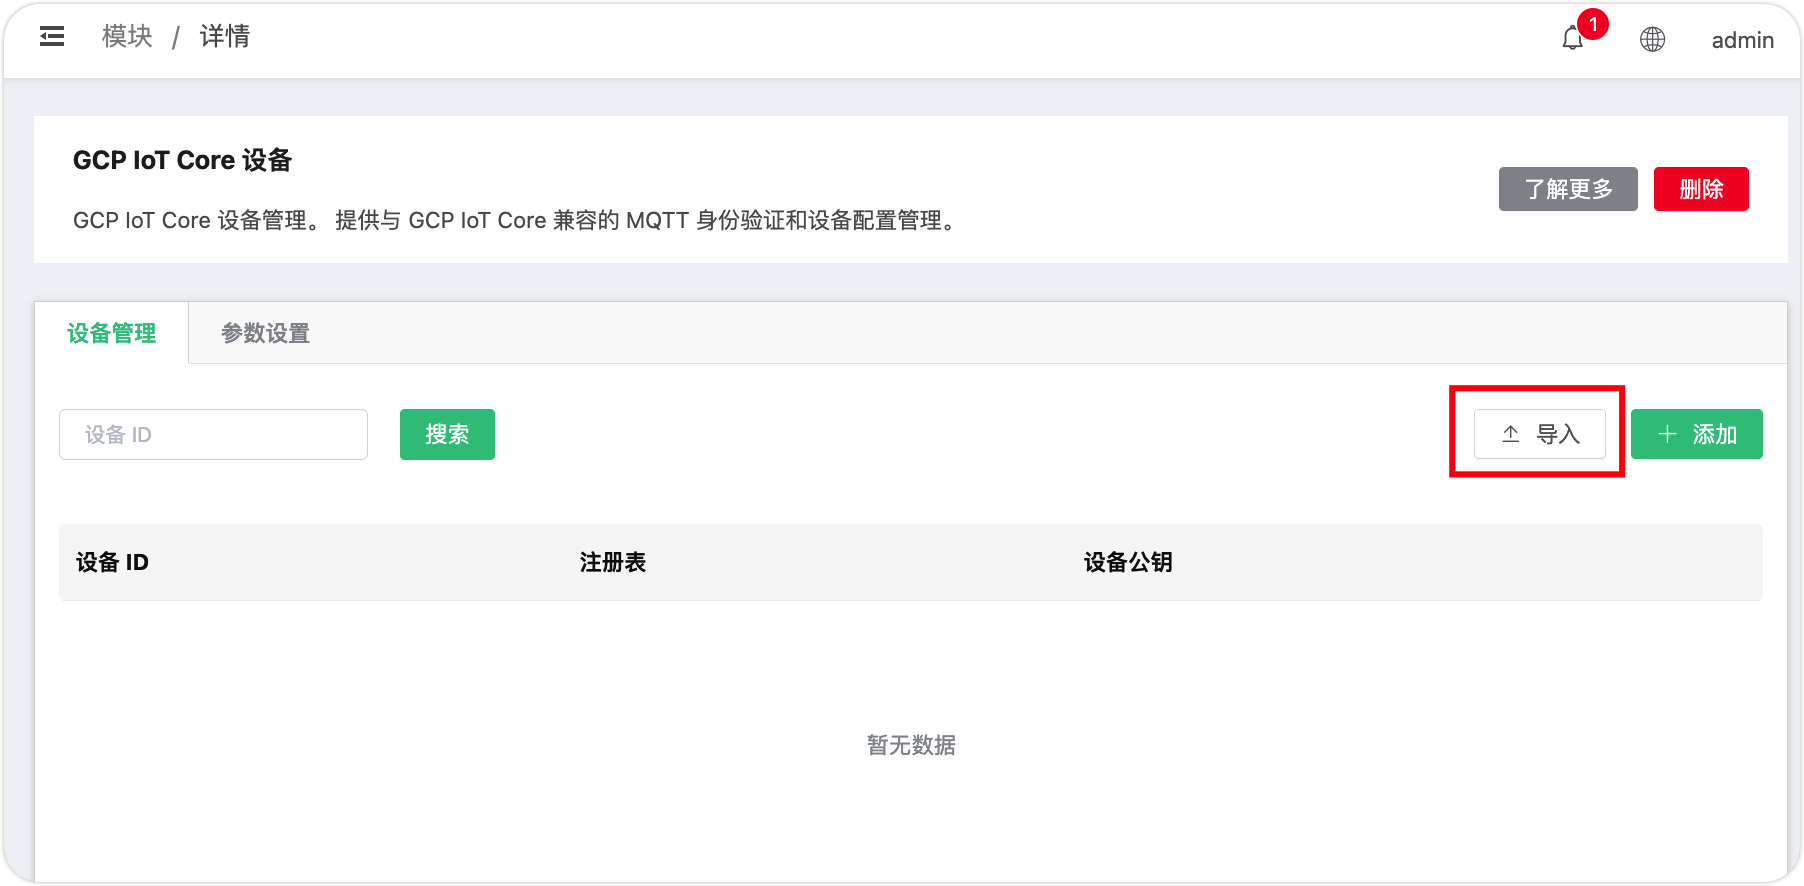 模块 / 详情
1
admin
GCP IoT Core 设备
GCP IoT Core 设备管理。 提供与 GCP IoT Core 兼容的 MQTT 身份验证和设备配置管理。
了解更多
删除
设备管理
参数设置
设备 ID
搜索
导入
添加
设备 ID
注册表
设备公钥
暂无数据